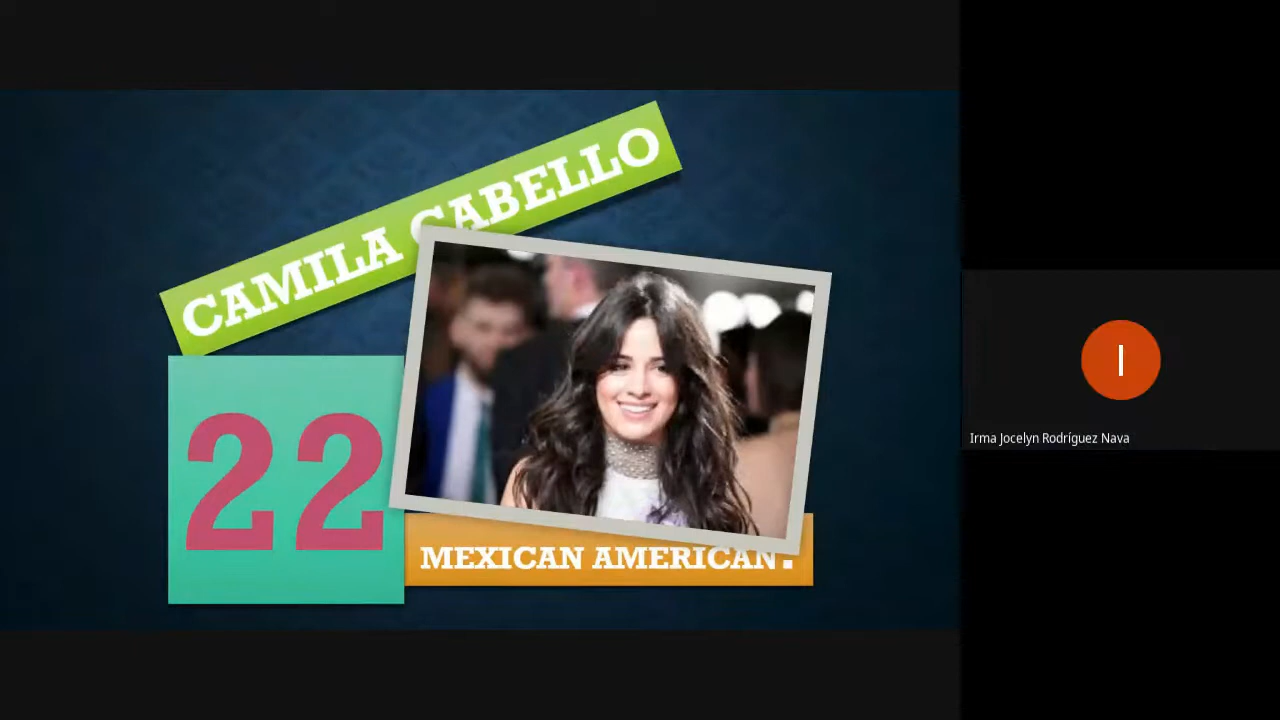 CAMILA CABELLO
22
MEXICAN AMERICAN.
I
Irma Jocelyn Rodríguez Nava